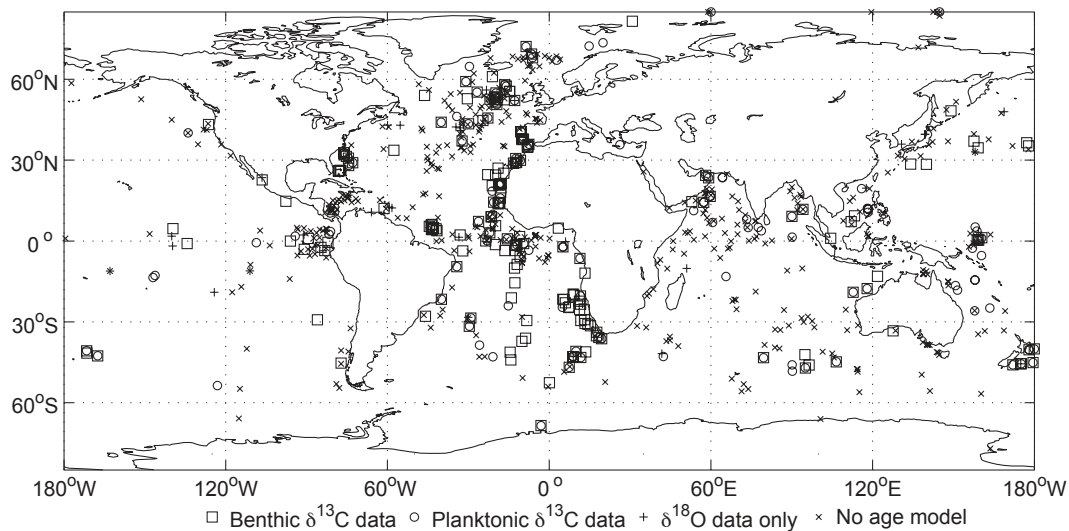 60°N
30°N
0°
30°S
60°S
180°W 120°W 60°W 0° 60°E 120°E 180°W
Benthic δ¹³C data Planktonic δ¹³C data δ¹⁸O data only No age model